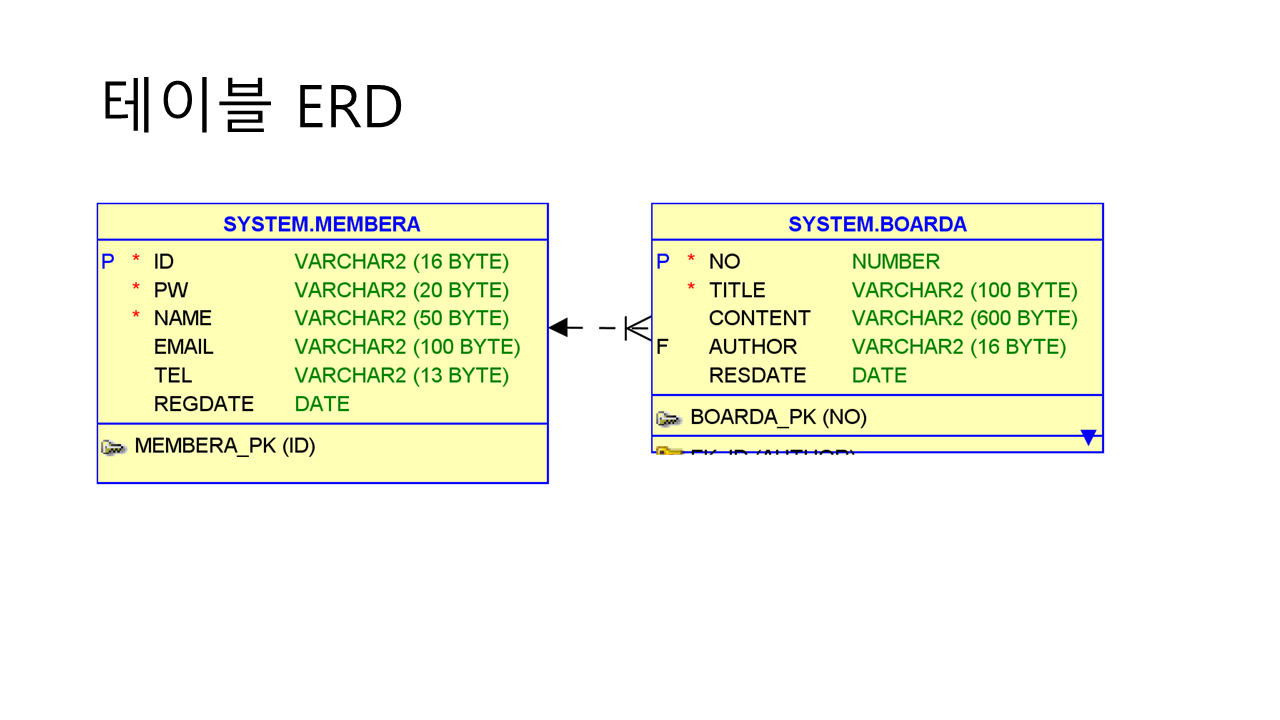 테이블 ERD
SYSTEM.MEMBERA
P * ID VARCHAR2 (16 BYTE)
* PW VARCHAR2 (20 BYTE)
* NAME VARCHAR2 (50 BYTE)
EMAIL VARCHAR2 (100 BYTE)
TEL VARCHAR2 (13 BYTE)
REGDATE DATE
MEMBERA_PK (ID)
SYSTEM.BOARDA
P * NO NUMBER
* TITLE VARCHAR2 (100 BYTE)
CONTENT VARCHAR2 (600 BYTE)
F AUTHOR VARCHAR2 (16 BYTE)
RESDATE DATE
BOARDA_PK (NO)
FK_ID (AUTHOR)